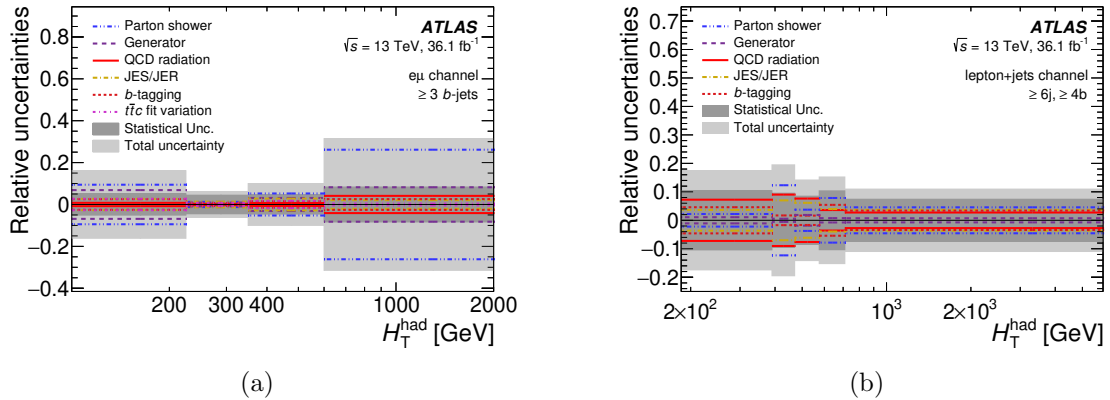 Relative uncertainties
0.8
0.6
0.4
0.2
0
−0.2
−0.4
Parton shower
Generator
QCD radiation
JES/JER
b-tagging
tt̄c fit variation
Statistical Unc.
Total uncertainty
ATLAS
√s = 13 TeV, 36.1 fb⁻¹
eμ channel
≥ 3 b-jets
200 300 400 1000 2000
H_T^had [GeV]
(a)
Relative uncertainties
0.7
0.6
0.5
0.4
0.3
0.2
0.1
0
−0.1
−0.2
Parton shower
Generator
QCD radiation
JES/JER
b-tagging
Statistical Unc.
Total uncertainty
ATLAS
√s = 13 TeV, 36.1 fb⁻¹
lepton+jets channel
≥ 6j, ≥ 4b
2×10² 10³ 2×10³
H_T^had [GeV]
(b)